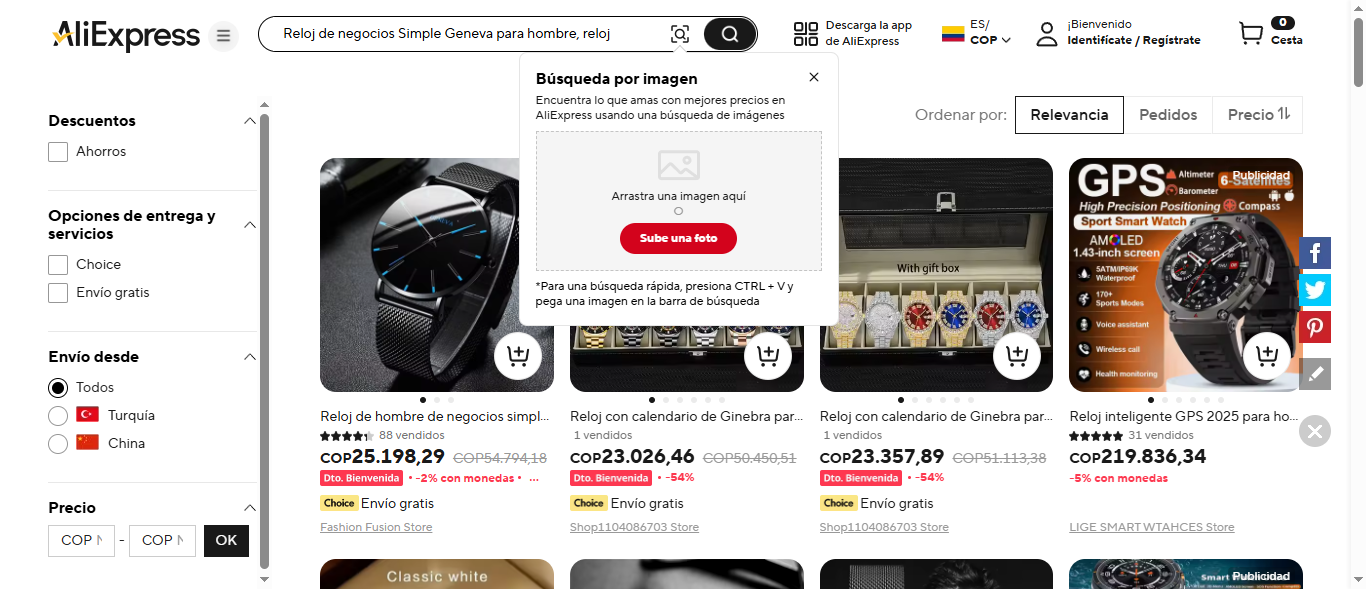 AliExpress
Reloj de negocios Simple Geneva para hombre, reloj
Descarga la app
de AliExpress
ES/
COP
¡Bienvenido
Identifícate / Regístrate
0
Cesta
Búsqueda por imagen
Encuentra lo que amas con mejores precios en
AliExpress usando una búsqueda de imágenes
Arrastra una imagen aquí
O
Sube una foto
*Para una búsqueda rápida, presiona CTRL + V y
pega una imagen en la barra de búsqueda
Descuentos
Ahorros
Opciones de entrega y
servicios
Choice
Envío gratis
Envío desde
Todos
Turquía
China
Precio
COP
-
COP
OK
Ordenar por:
Relevancia
Pedidos
Precio
With gift box
Publicidad
GPS
Altimeter
Barometer
6-Satellites
High Precision Positioning
Compass
Sport Smart Watch
AMOLED
1.43-inch screen
5ATM/IP69K
Waterproof
170+
Sports Modes
Voice assistant
Wireless call
Health monitoring
Reloj de hombre de negocios simpl...
88 vendidos
COP25.198,29 COP54.794,18
Dto. Bienvenida • -2% con monedas • ...
Choice Envío gratis
Fashion Fusion Store
Reloj con calendario de Ginebra par...
1 vendidos
COP23.026,46 COP50.450,51
Dto. Bienvenida • -54%
Choice Envío gratis
Shop1104086703 Store
Reloj con calendario de Ginebra par...
1 vendidos
COP23.357,89 COP51.113,38
Dto. Bienvenida • -54%
Choice Envío gratis
Shop1104086703 Store
Reloj inteligente GPS 2025 para ho...
31 vendidos
COP219.836,34
-5% con monedas
LIGE SMART WTAHCES Store
Classic white
Smart
Publicidad